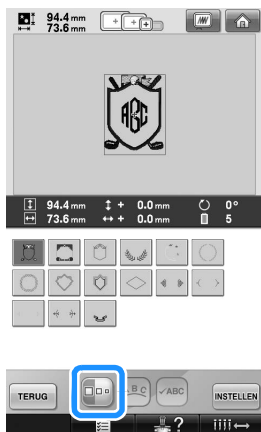 94.4 mm
73.6 mm
ABC
94.4 mm + 0.0 mm 0°
73.6 mm + 0.0 mm 5
TERUG ABC ✓ABC INSTELLEN
?